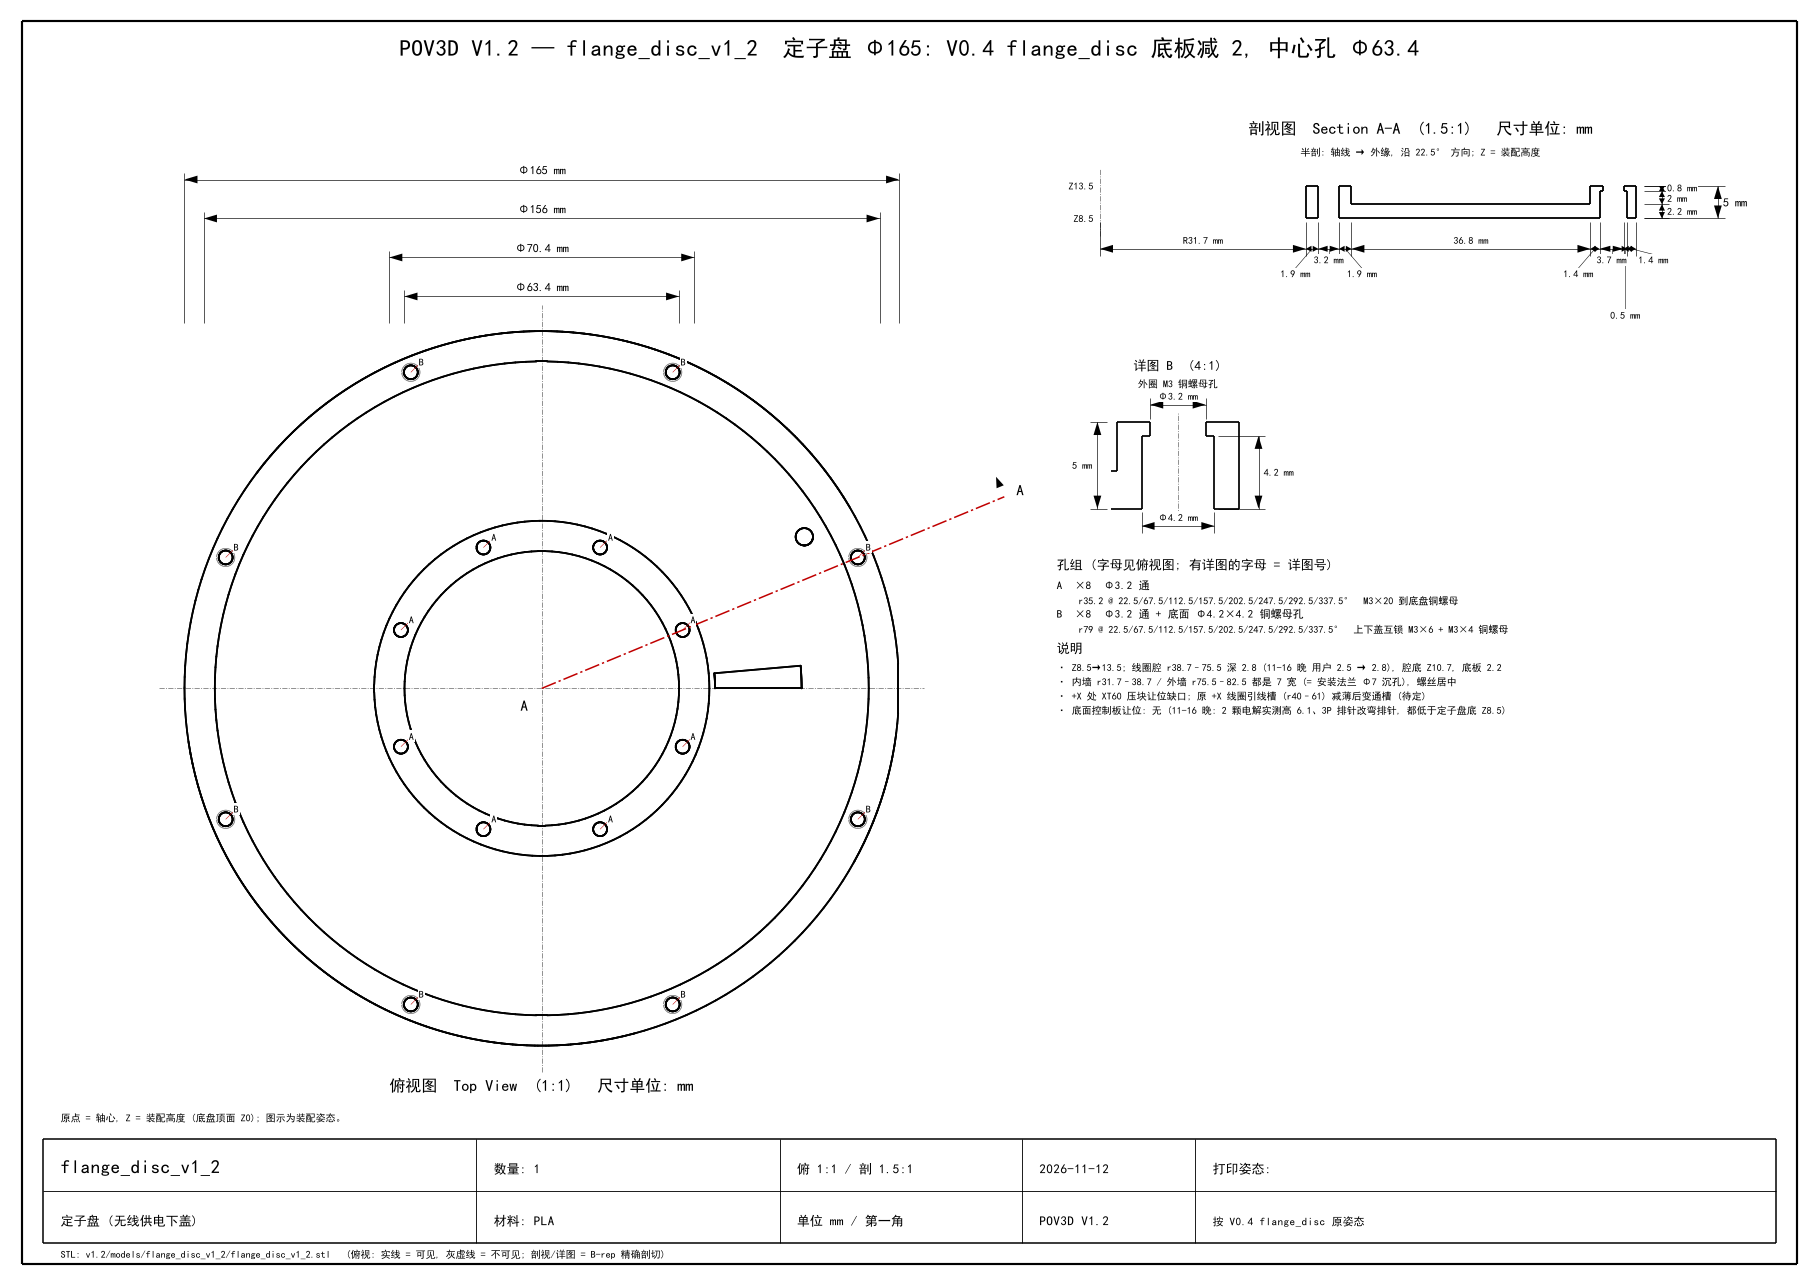 POV3D V1.2 — flange_disc_v1_2  定子盘 Φ165: V0.4 flange_disc 底板减 2, 中心孔 Φ63.4
Φ165 mm
Φ156 mm
Φ70.4 mm
Φ63.4 mm
B
B
B
B
B
B
B
B
A
A
A
A
A
A
A
A
A
A
俯视图  Top View  (1:1)  尺寸单位: mm
剖视图  Section A-A  (1.5:1)  尺寸单位: mm
半剖: 轴线 → 外缘, 沿 22.5° 方向; Z = 装配高度
Z13.5
Z8.5
0.8 mm
2 mm
2.2 mm
5 mm
R31.7 mm
36.8 mm
3.2 mm
3.7 mm
1.4 mm
1.9 mm
1.9 mm
1.4 mm
0.5 mm
详图 B  (4:1)
外圈 M3 铜螺母孔
Φ3.2 mm
5 mm
4.2 mm
Φ4.2 mm
孔组 (字母见俯视图; 有详图的字母 = 详图号)
A  ×8  Φ3.2 通
r35.2 @ 22.5/67.5/112.5/157.5/202.5/247.5/292.5/337.5°  M3×20 到底盘铜螺母
B  ×8  Φ3.2 通 + 底面 Φ4.2×4.2 铜螺母孔
r79 @ 22.5/67.5/112.5/157.5/202.5/247.5/292.5/337.5°  上下盖互锁 M3×6 + M3×4 铜螺母
说明
· Z8.5→13.5; 线圈腔 r38.7–75.5 深 2.8 (11-16 晚 用户 2.5 → 2.8), 腔底 Z10.7, 底板 2.2
· 内墙 r31.7–38.7 / 外墙 r75.5–82.5 都是 7 宽 (= 安装法兰 Φ7 沉孔), 螺丝居中
· +X 处 XT60 压块让位缺口; 原 +X 线圈引线槽 (r40–61) 减薄后变通槽 (待定)
· 底面控制板让位: 无 (11-16 晚: 2 颗电解实测高 6.1、3P 排针改弯排针, 都低于定子盘底 Z8.5)
原点 = 轴心, Z = 装配高度 (底盘顶面 Z0); 图示为装配姿态。
flange_disc_v1_2
数量: 1
俯 1:1 / 剖 1.5:1
2026-11-12
打印姿态:
定子盘 (无线供电下盖)
材料: PLA
单位 mm / 第一角
POV3D V1.2
按 V0.4 flange_disc 原姿态
STL: v1.2/models/flange_disc_v1_2/flange_disc_v1_2.stl  (俯视: 实线 = 可见, 灰虚线 = 不可见; 剖视/详图 = B-rep 精确剖切)